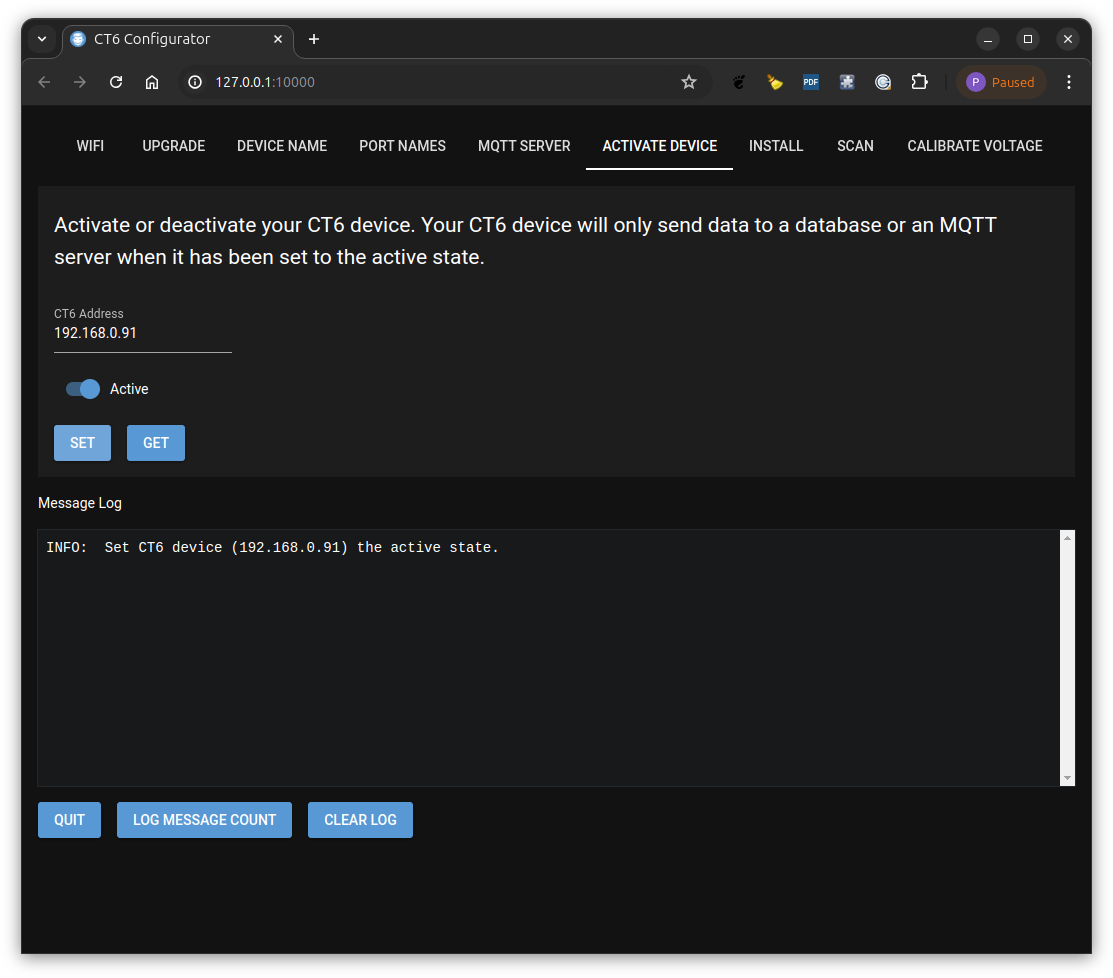 CT6 Configurator
127.0.0.1:10000
PDF
P Paused
WIFI UPGRADE DEVICE NAME PORT NAMES MQTT SERVER ACTIVATE DEVICE INSTALL SCAN CALIBRATE VOLTAGE
Activate or deactivate your CT6 device. Your CT6 device will only send data to a database or an MQTT
server when it has been set to the active state.
CT6 Address
192.168.0.91
Active
SET GET
Message Log
INFO:  Set CT6 device (192.168.0.91) the active state.
QUIT LOG MESSAGE COUNT CLEAR LOG